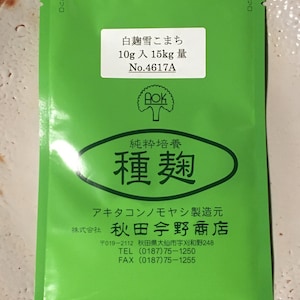 白麹雪こまち
10g入15kg量
No.4617A
AOK
純粋培養
種麹
アキタコンノモヤシ製造元
株式会社 秋田今野商店
〒019-2112 秋田県大仙市字刈和野248
TEL (0187)75-1250
FAX (0187)75-1255